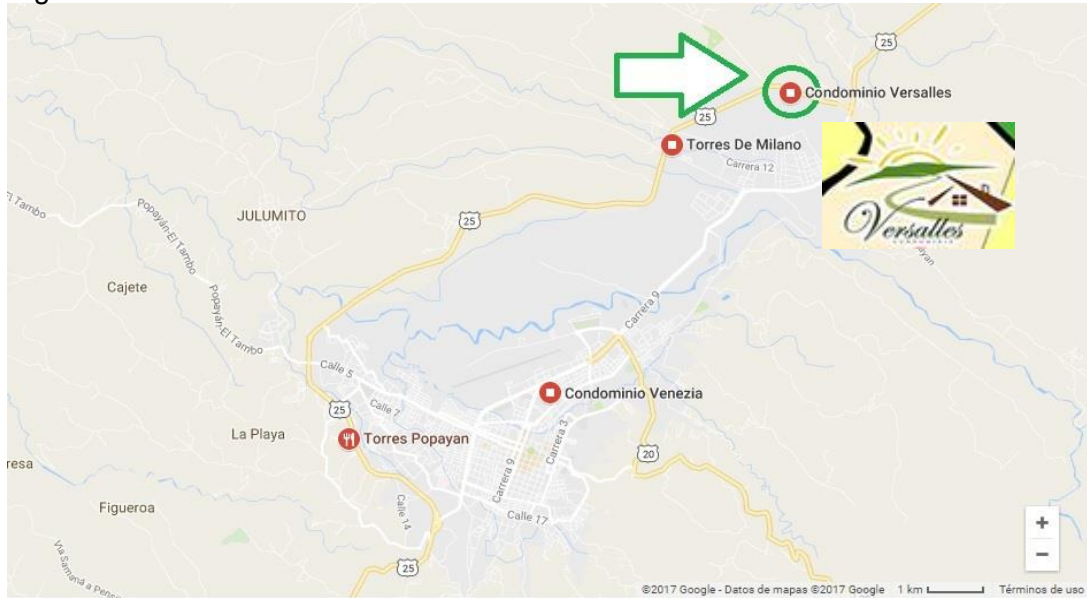 25
Condominio Versalles
25
Torres De Milano
Carrera 12
Versalles
El Tambo
Popayán-El Tambo
JULUMITO
25
Cajete
Popayán-El Tambo
Carrera 9
Calle 5
Condominio Venezia
Calle 7
25
La Playa
Torres Popayan
Carrera 3
20
resa
Carrera 9
Figueroa
Calle 14
Calle 17
+
25
−
©2017 Google - Datos de mapas ©2017 Google 1 km Términos de uso